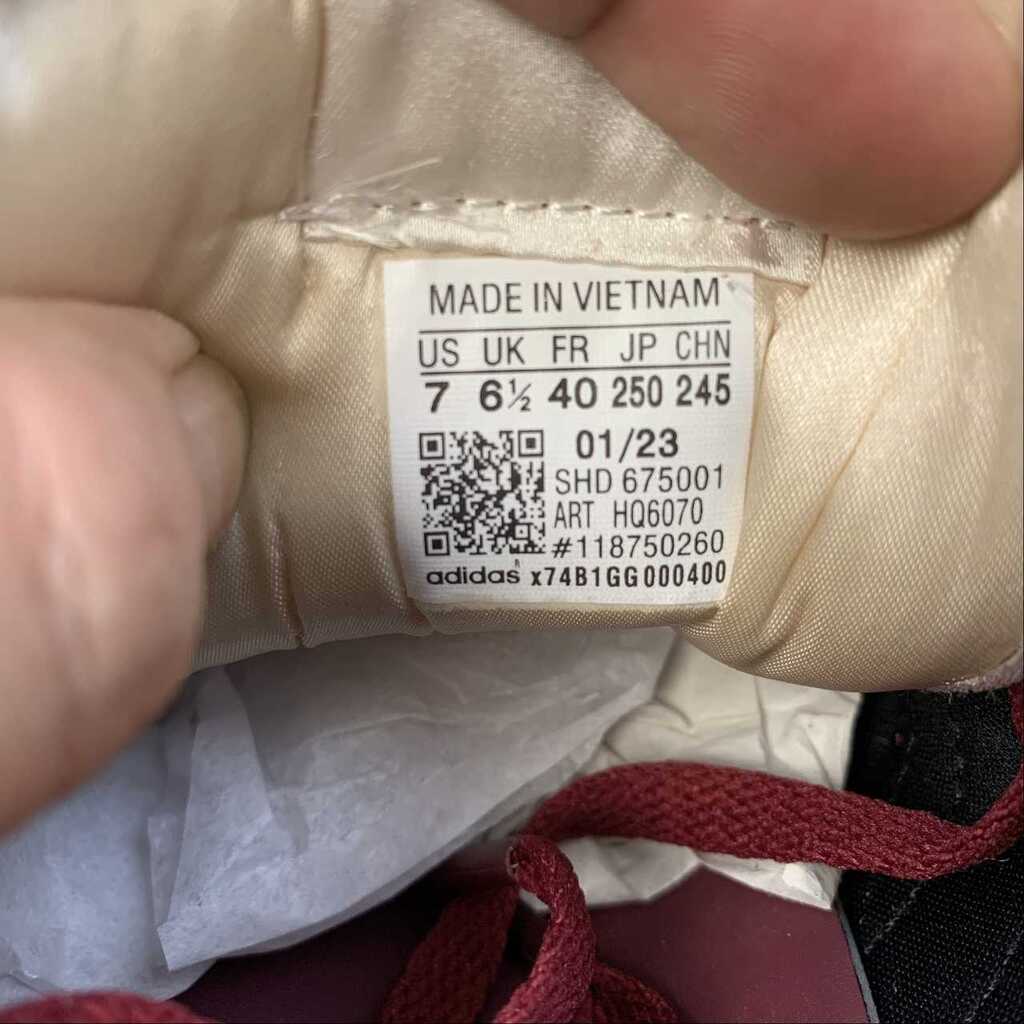 MADE IN VIETNAM
US UK FR JP CHN
7 6½ 40 250 245
01/23
SHD 675001
ART HQ6070
#118750260
adidas x74B1GG000400